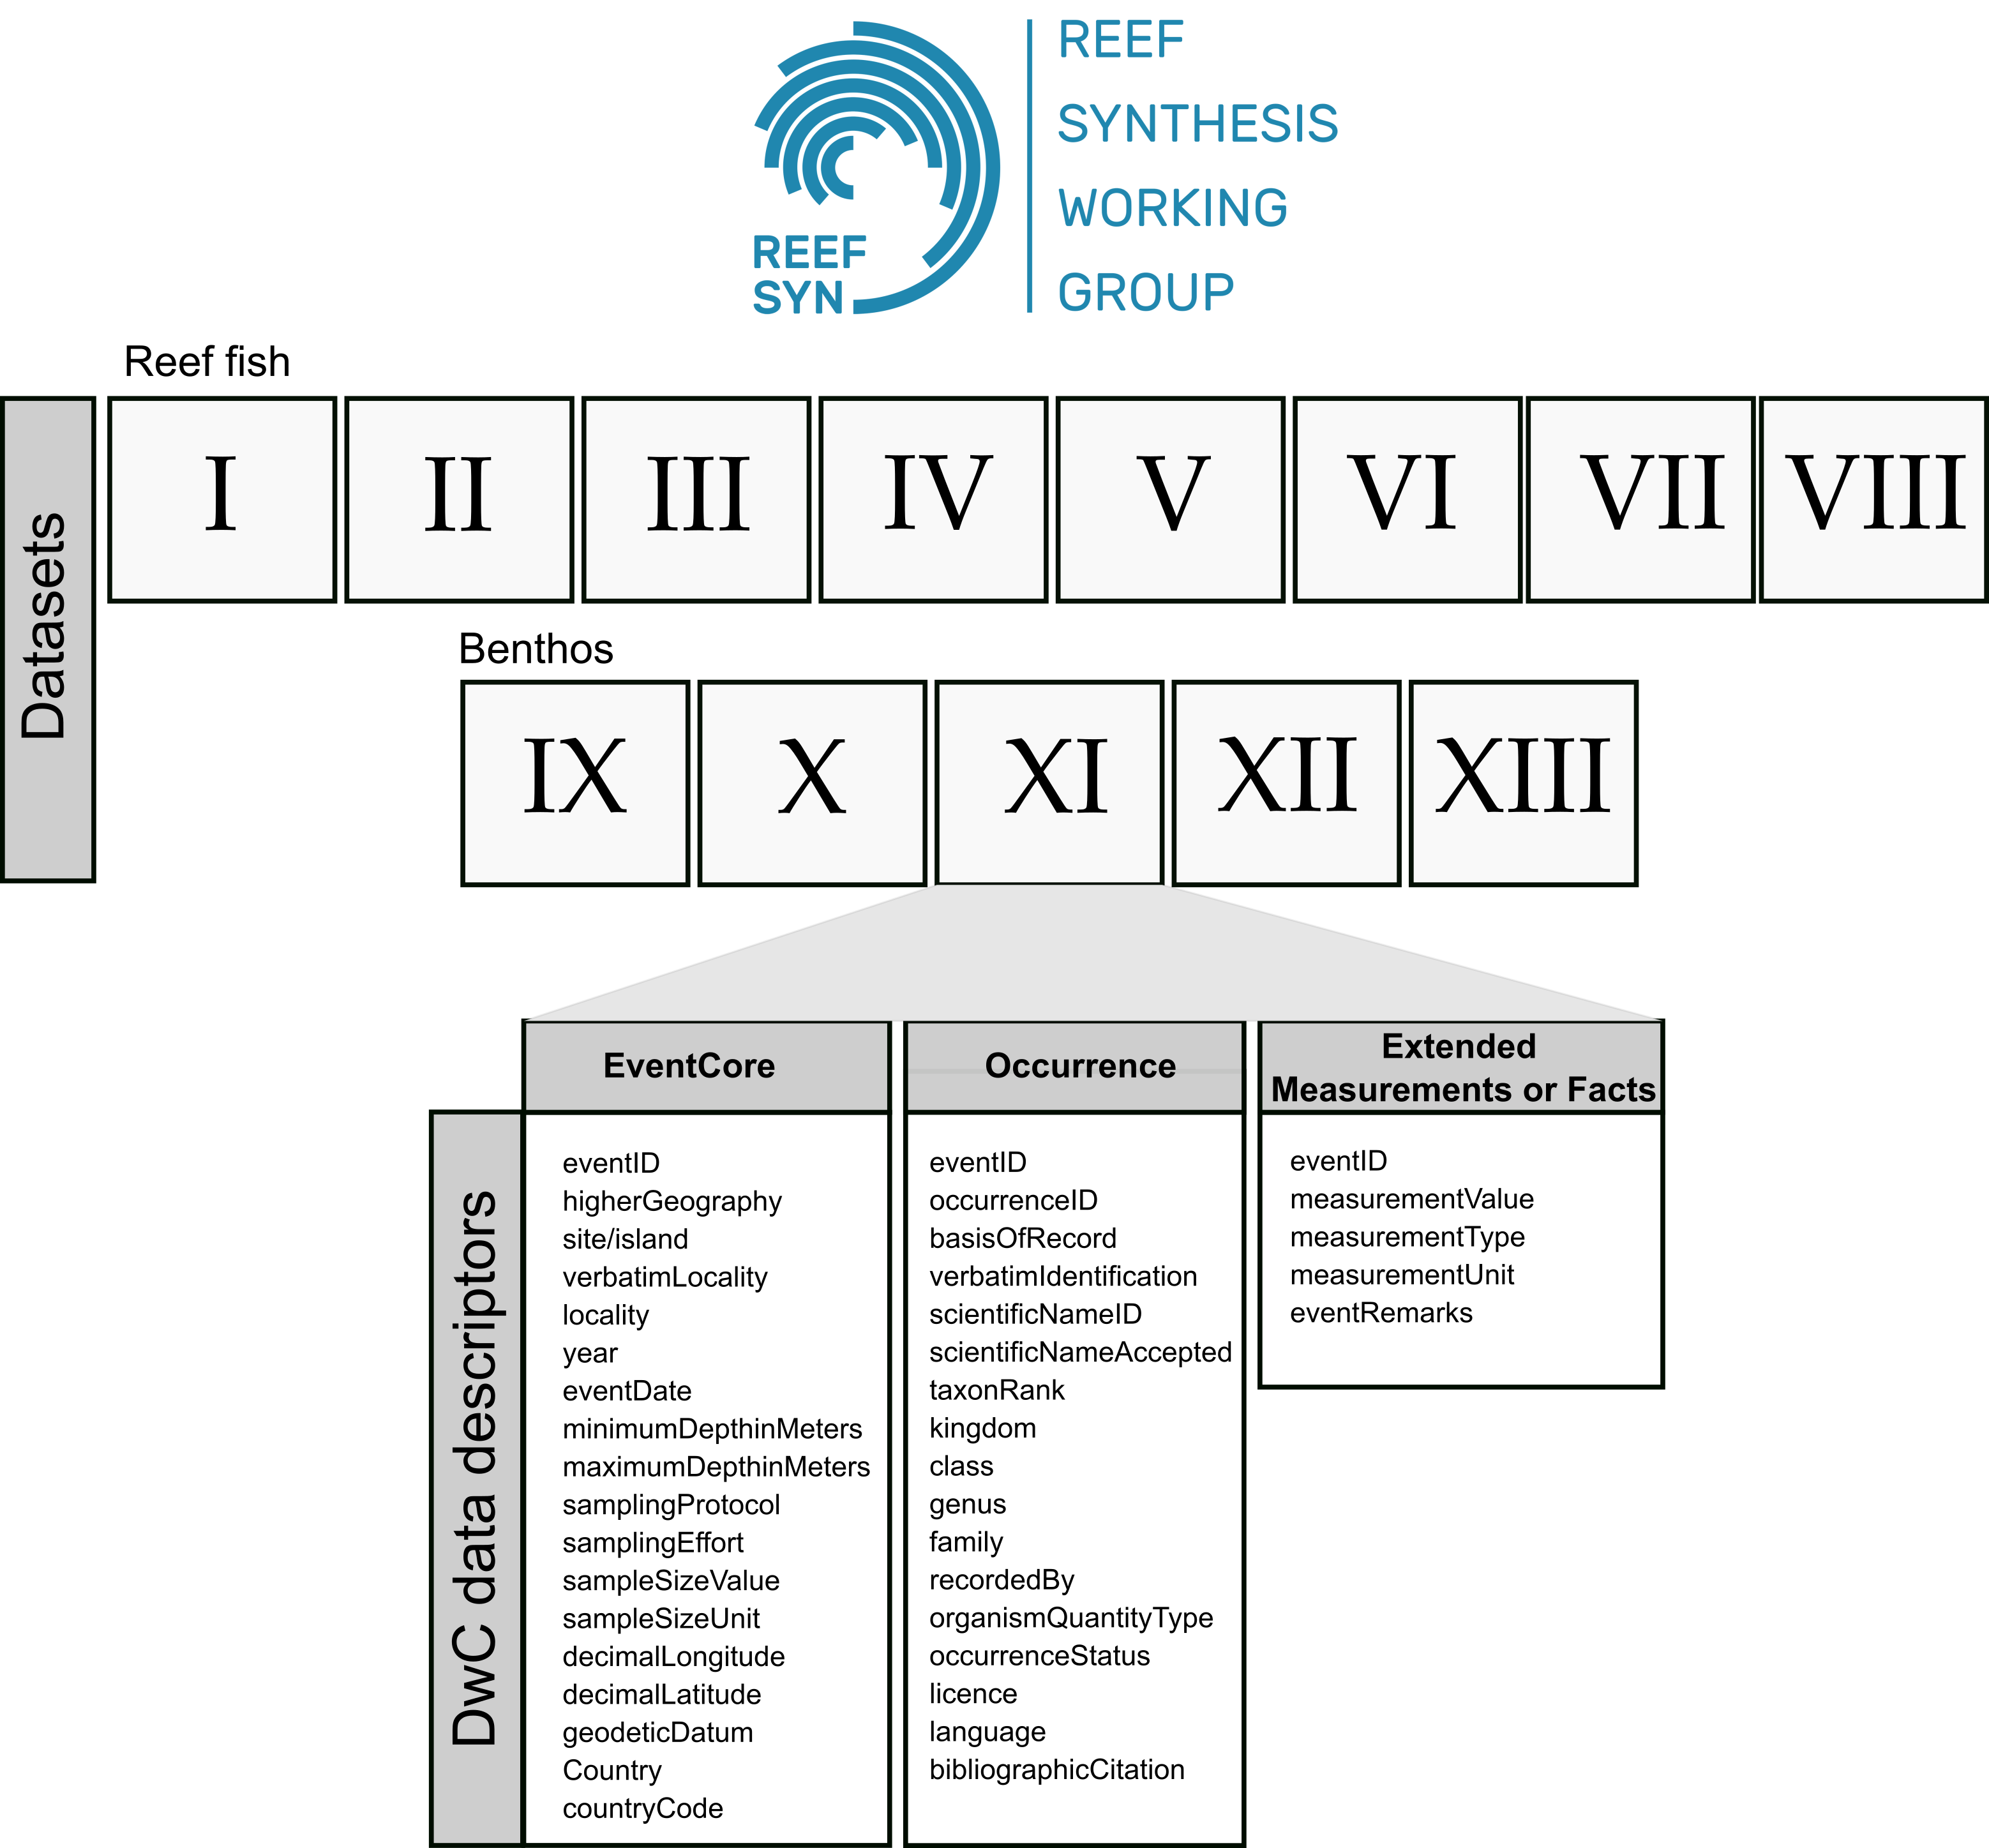 REEF
SYNTHESIS
WORKING
GROUP
REEF
SYN
Reef fish
Datasets
I
II
III
IV
V
VI
VII
VIII
Benthos
IX
X
XI
XII
XIII
EventCore
Occurrence
Extended
Measurements or Facts
DwC data descriptors
eventID
higherGeography
site/island
verbatimLocality
locality
year
eventDate
minimumDepthinMeters
maximumDepthinMeters
samplingProtocol
samplingEffort
sampleSizeValue
sampleSizeUnit
decimalLongitude
decimalLatitude
geodeticDatum
Country
countryCode
eventID
occurrenceID
basisOfRecord
verbatimIdentification
scientificNameID
scientificNameAccepted
taxonRank
kingdom
class
genus
family
recordedBy
organismQuantityType
occurrenceStatus
licence
language
bibliographicCitation
eventID
measurementValue
measurementType
measurementUnit
eventRemarks